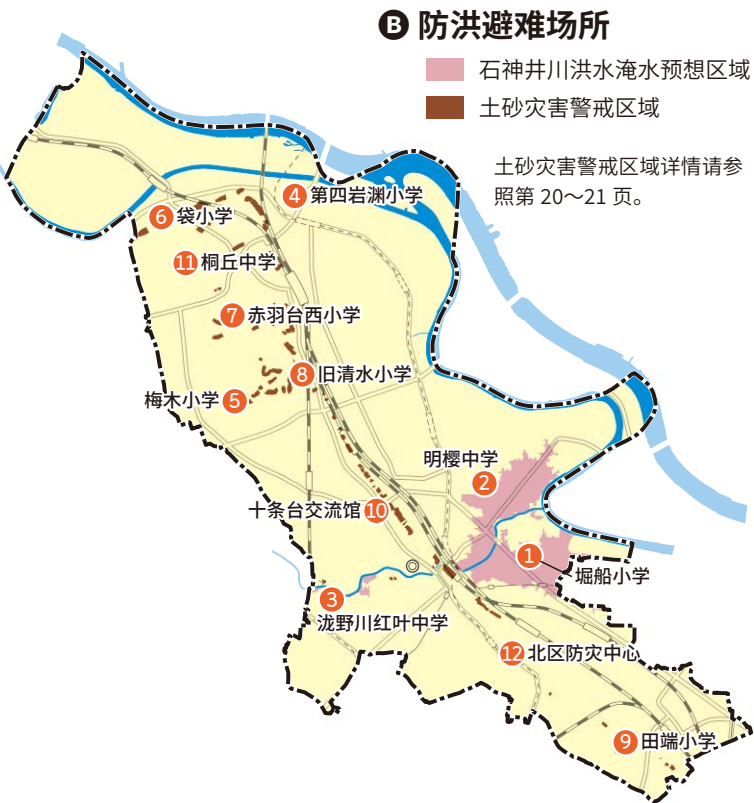 B 防洪避难场所
石神井川洪水淹水预想区域
土砂灾害警戒区域
土砂灾害警戒区域详情请参
照第 20～21 页。
4 第四岩渊小学
6 袋小学
11 桐丘中学
7 赤羽台西小学
8 旧清水小学
梅木小学 5
明樱中学
2
十条台交流馆 10
1
堀船小学
3
泷野川红叶中学
12 北区防灾中心
9 田端小学